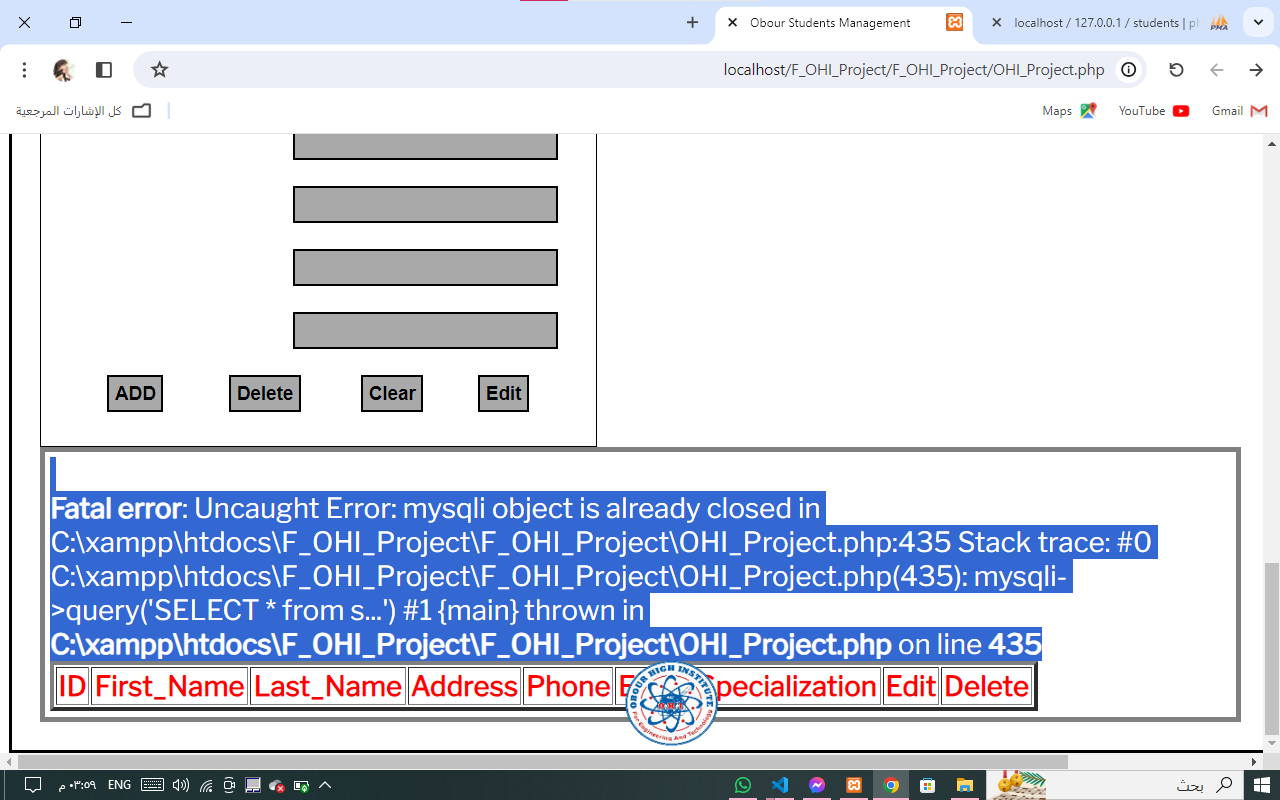 Obour Students Management
localhost / 127.0.0.1 / students | ph
PMA
localhost/F_OHI_Project/F_OHI_Project/OHI_Project.php
كل الإشارات المرجعية
Maps
YouTube
Gmail
ADD Delete Clear Edit
Fatal error: Uncaught Error: mysqli object is already closed in
C:\xampp\htdocs\F_OHI_Project\F_OHI_Project\OHI_Project.php:435 Stack trace: #0
C:\xampp\htdocs\F_OHI_Project\F_OHI_Project\OHI_Project.php(435): mysqli-
>query('SELECT * from s...') #1 {main} thrown in
C:\xampp\htdocs\F_OHI_Project\F_OHI_Project\OHI_Project.php on line 435
ID First_Name Last_Name Address Phone Specialization Edit Delete
OBOUR HIGH INSTITUTE
O.H.I
For Engineering And Technology
٠٣:٥٩ م
ENG
بحث